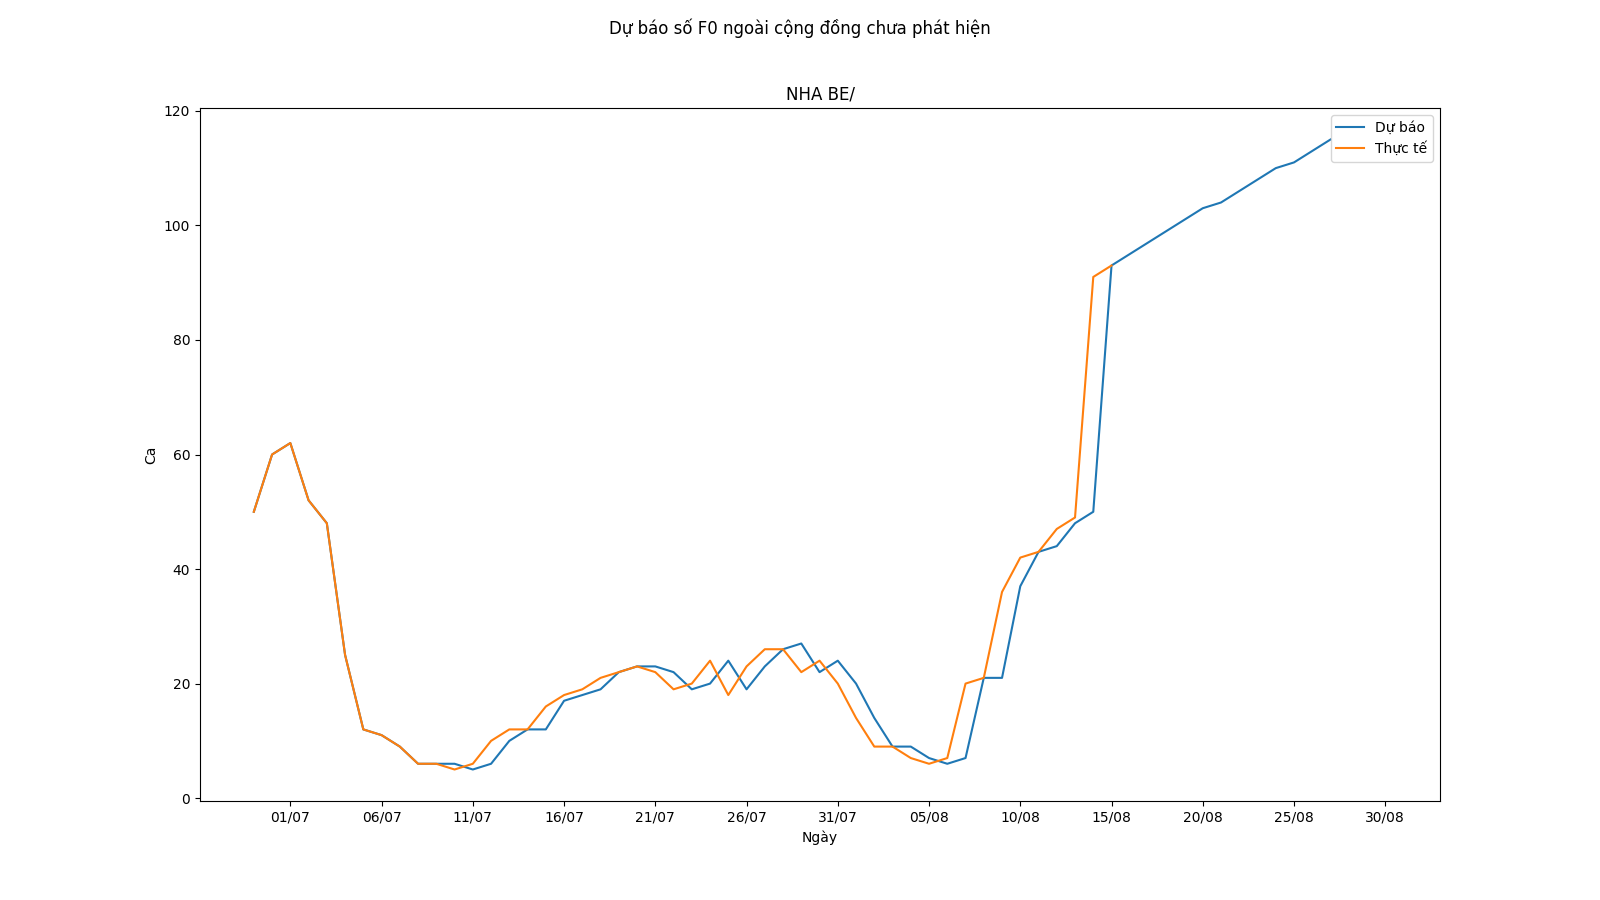 Dự báo số F0 ngoài cộng đồng chưa phát hiện
NHA BE/
120
100
80
60
40
20
0
Ca
Dự báo
Thực tế
01/07 06/07 11/07 16/07 21/07 26/07 31/07 05/08 10/08 15/08 20/08 25/08 30/08
Ngày